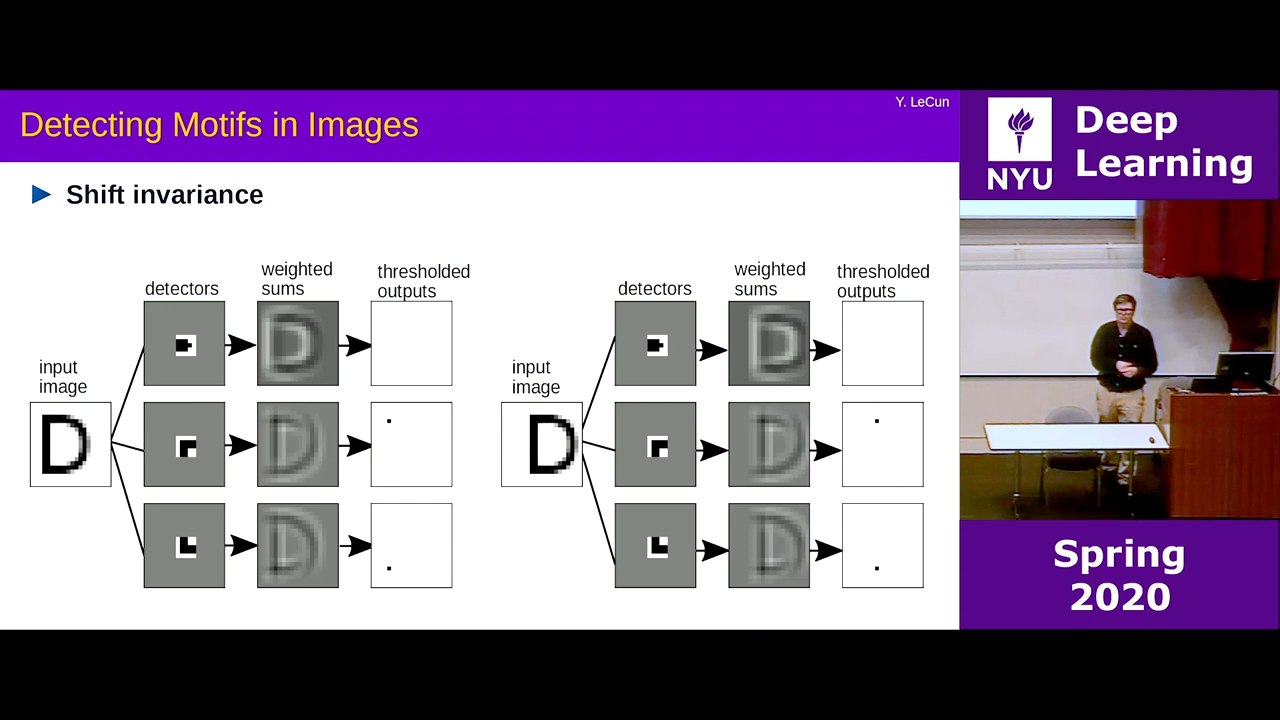 Y. LeCun
Detecting Motifs in Images
Shift invariance
detectors
weighted
sums
thresholded
outputs
input
image
D
detectors
weighted
sums
thresholded
outputs
input
image
D
NYU
Deep
Learning
Spring
2020